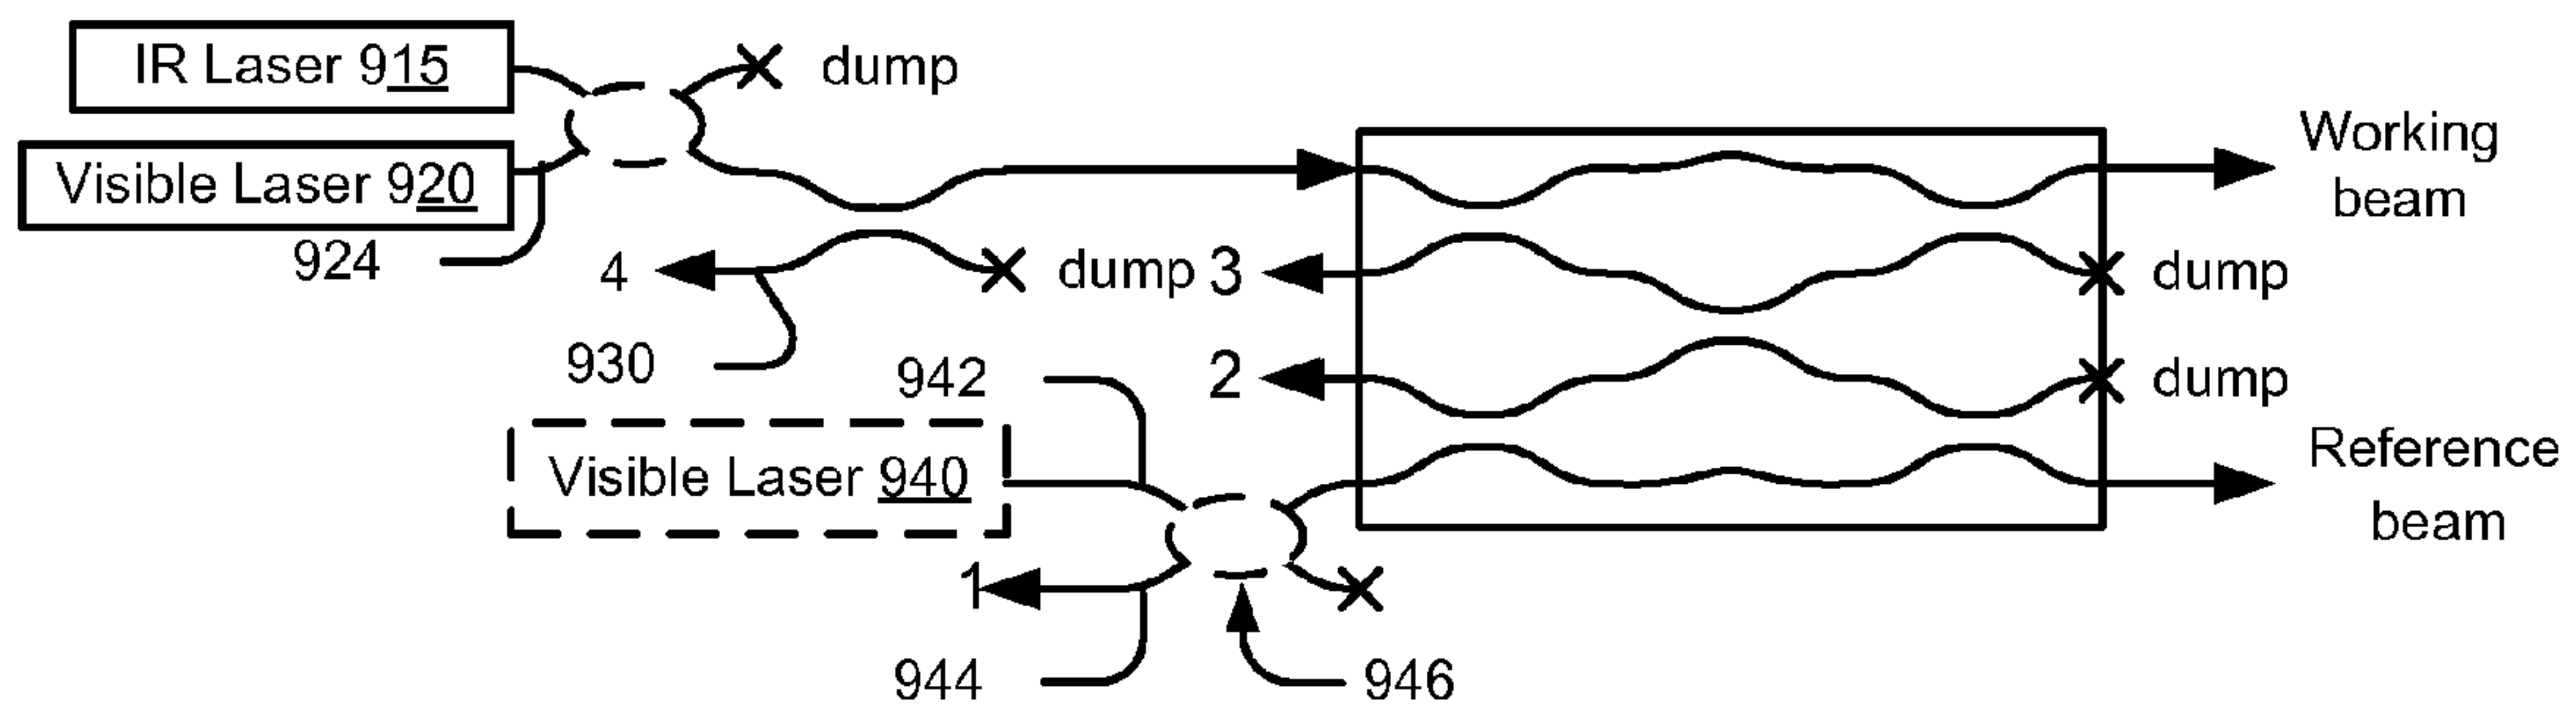 IR Laser 915
dump
Visible Laser 920
924
4
dump
3
930
942
2
Visible Laser 940
1
944
946
Working
beam
dump
dump
Reference
beam